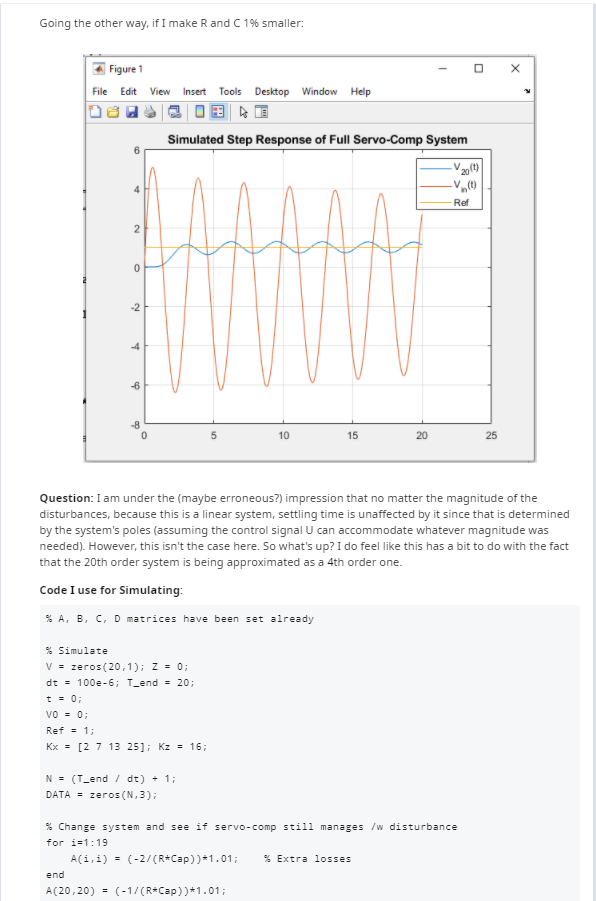 Going the other way, if I make R and C 1% smaller:
Figure 1
File Edit View Insert Tools Desktop Window Help
Simulated Step Response of Full Servo-Comp System
V20(t)
Vin(t)
Ref
6
4
2
0
-2
-4
-6
-8
0 5 10 15 20 25
Question: I am under the (maybe erroneous?) impression that no matter the magnitude of the
disturbances, because this is a linear system, settling time is unaffected by it since that is determined
by the system's poles (assuming the control signal U can accommodate whatever magnitude was
needed). However, this isn't the case here. So what's up? I do feel like this has a bit to do with the fact
that the 20th order system is being approximated as a 4th order one.
Code I use for Simulating:
% A, B, C, D matrices have been set already
% Simulate
V = zeros(20,1); Z = 0;
dt = 100e-6; T_end = 20;
t = 0;
V0 = 0;
Ref = 1;
Kx = [2 7 13 25]; Kz = 16;
N = (T_end / dt) + 1;
DATA = zeros(N,3);
% Change system and see if servo-comp still manages /w disturbance
for i=1:19
A(i,i) = (-2/(R*Cap))*1.01; % Extra losses
end
A(20,20) = (-1/(R*Cap))*1.01;